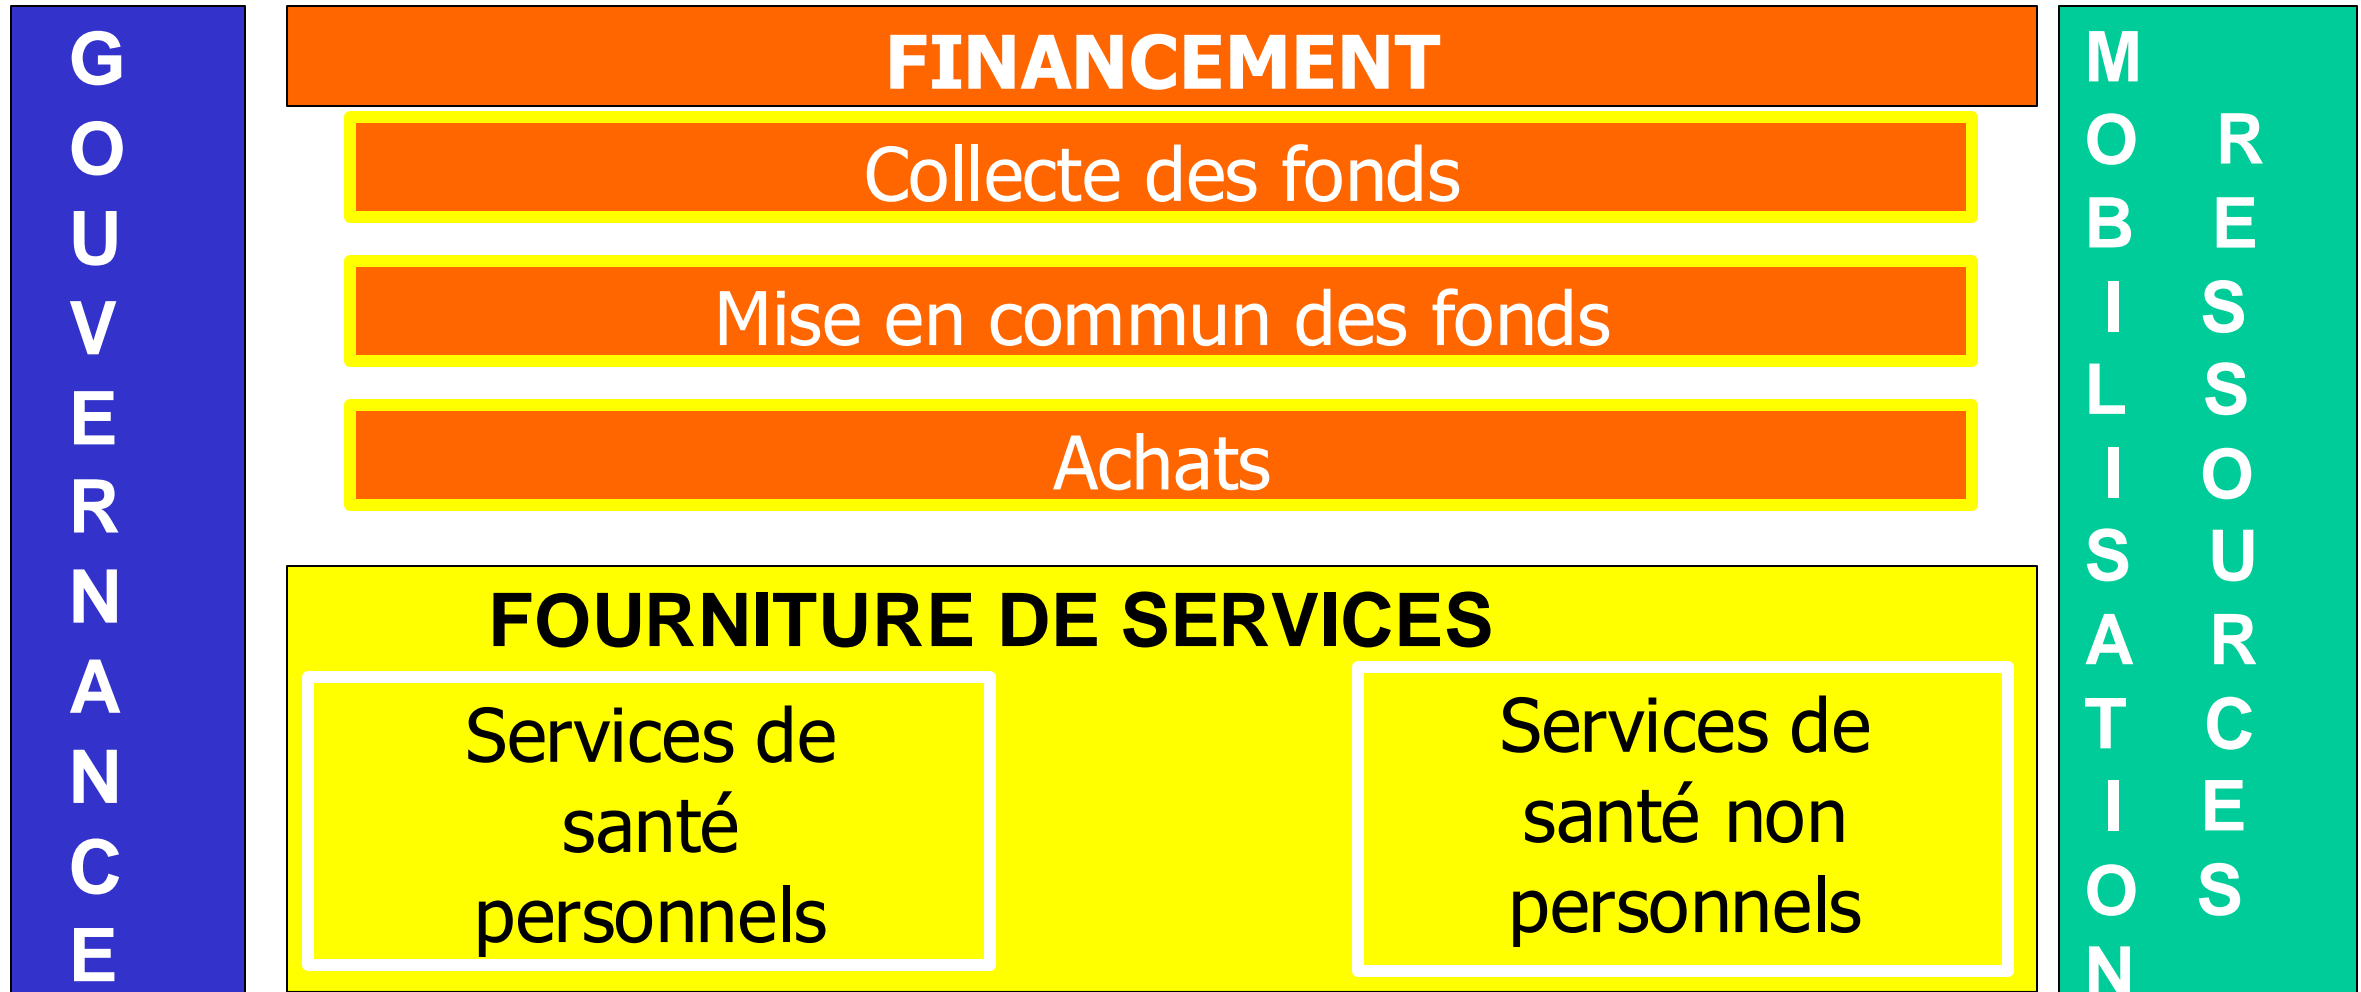 GOUVERNANCE
FINANCEMENT
Collecte des fonds
Mise en commun des fonds
Achats
FOURNITURE DE SERVICES
Services de
santé
personnels
Services de
santé non
personnels
MOBILISATION
RESSOURCES